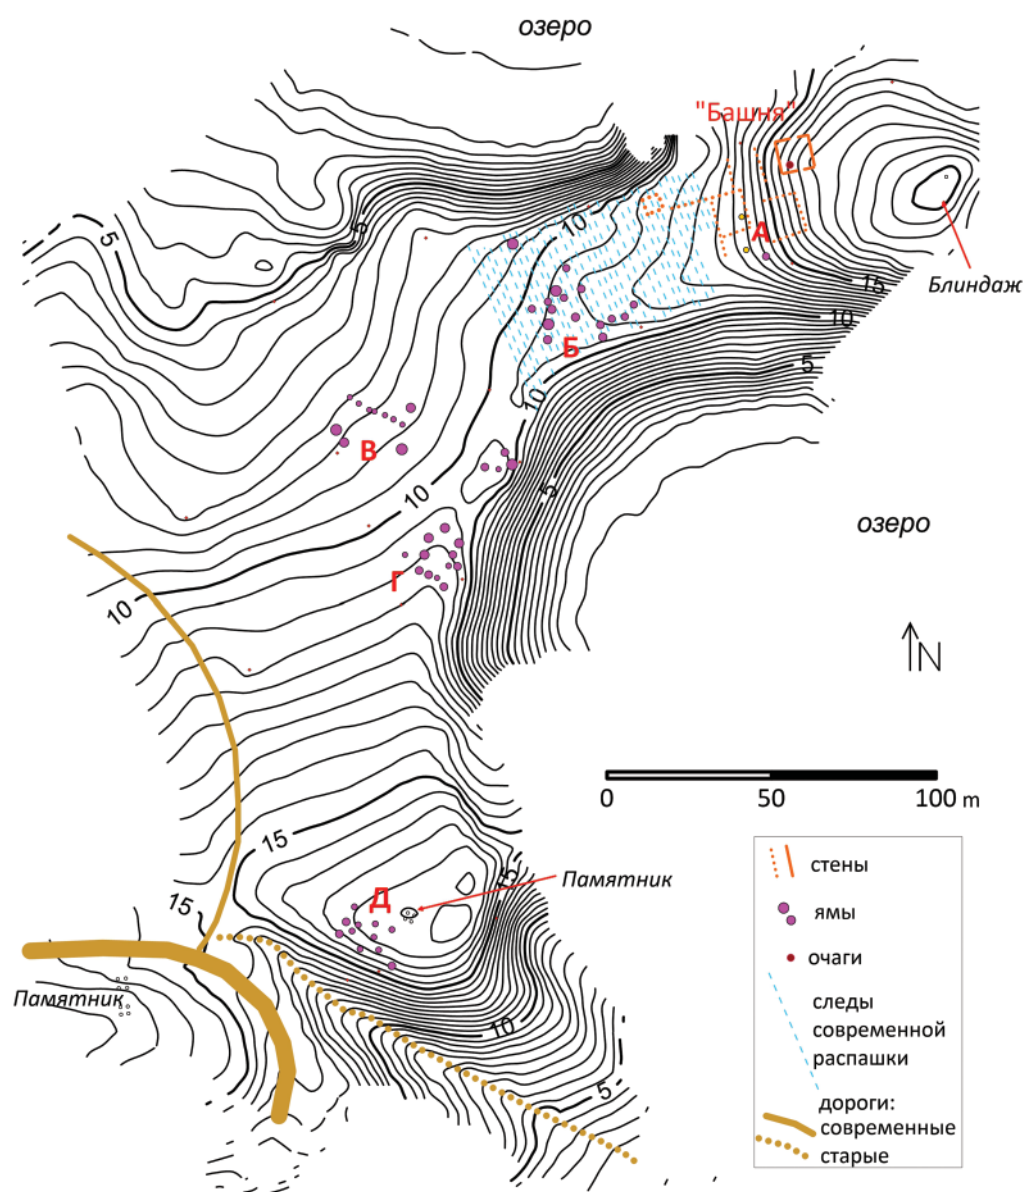 озеро
"Башня"
5
5
10
А
15
Блиндаж
10
Б
5
10
В
10
5
озеро
Г
10
N
0 50 100 m
15
стены
15
Памятник
15
Д
ямы
очаги
Памятник
следы
современной
распашки
10
5
дороги:
современные
старые